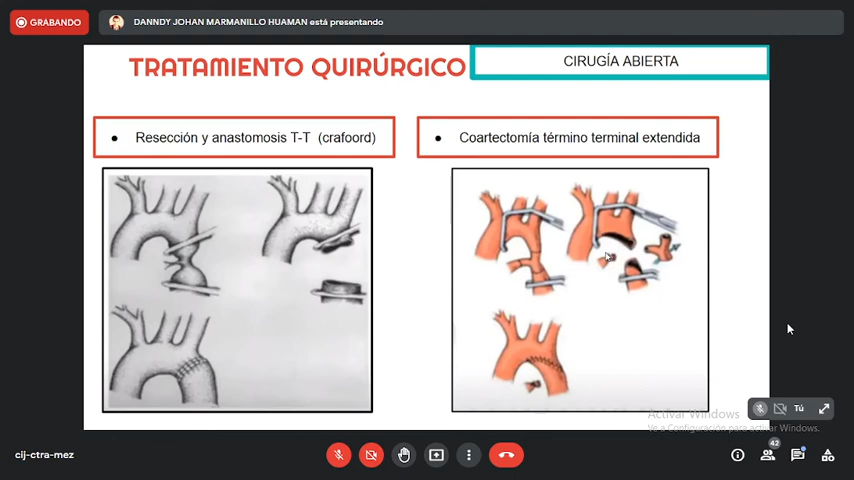 GRABANDO
DANNDY JOHAN MARMANILLO HUAMAN está presentando
TRATAMIENTO QUIRÚRGICO
CIRUGÍA ABIERTA
• Resección y anastomosis T-T (crafoord)
• Coartectomía término terminal extendida
Activar Windows
Ve a Configuración para activar Windows.
Tú
cij-ctra-mez
42